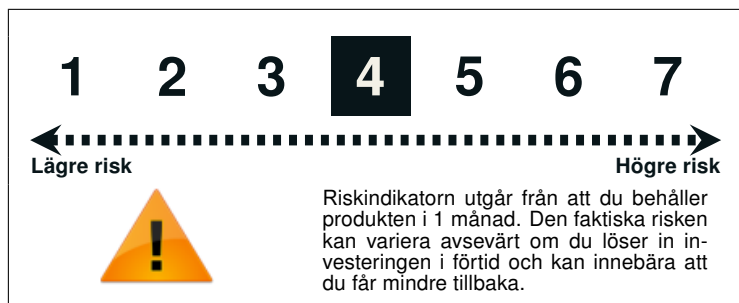 1 2 3 4 5 6 7
Lägre risk Högre risk
!
Riskindikatorn utgår från att du behåller
produkten i 1 månad. Den faktiska risken
kan variera avsevärt om du löser in in-
vesteringen i förtid och kan innebära att
du får mindre tillbaka.